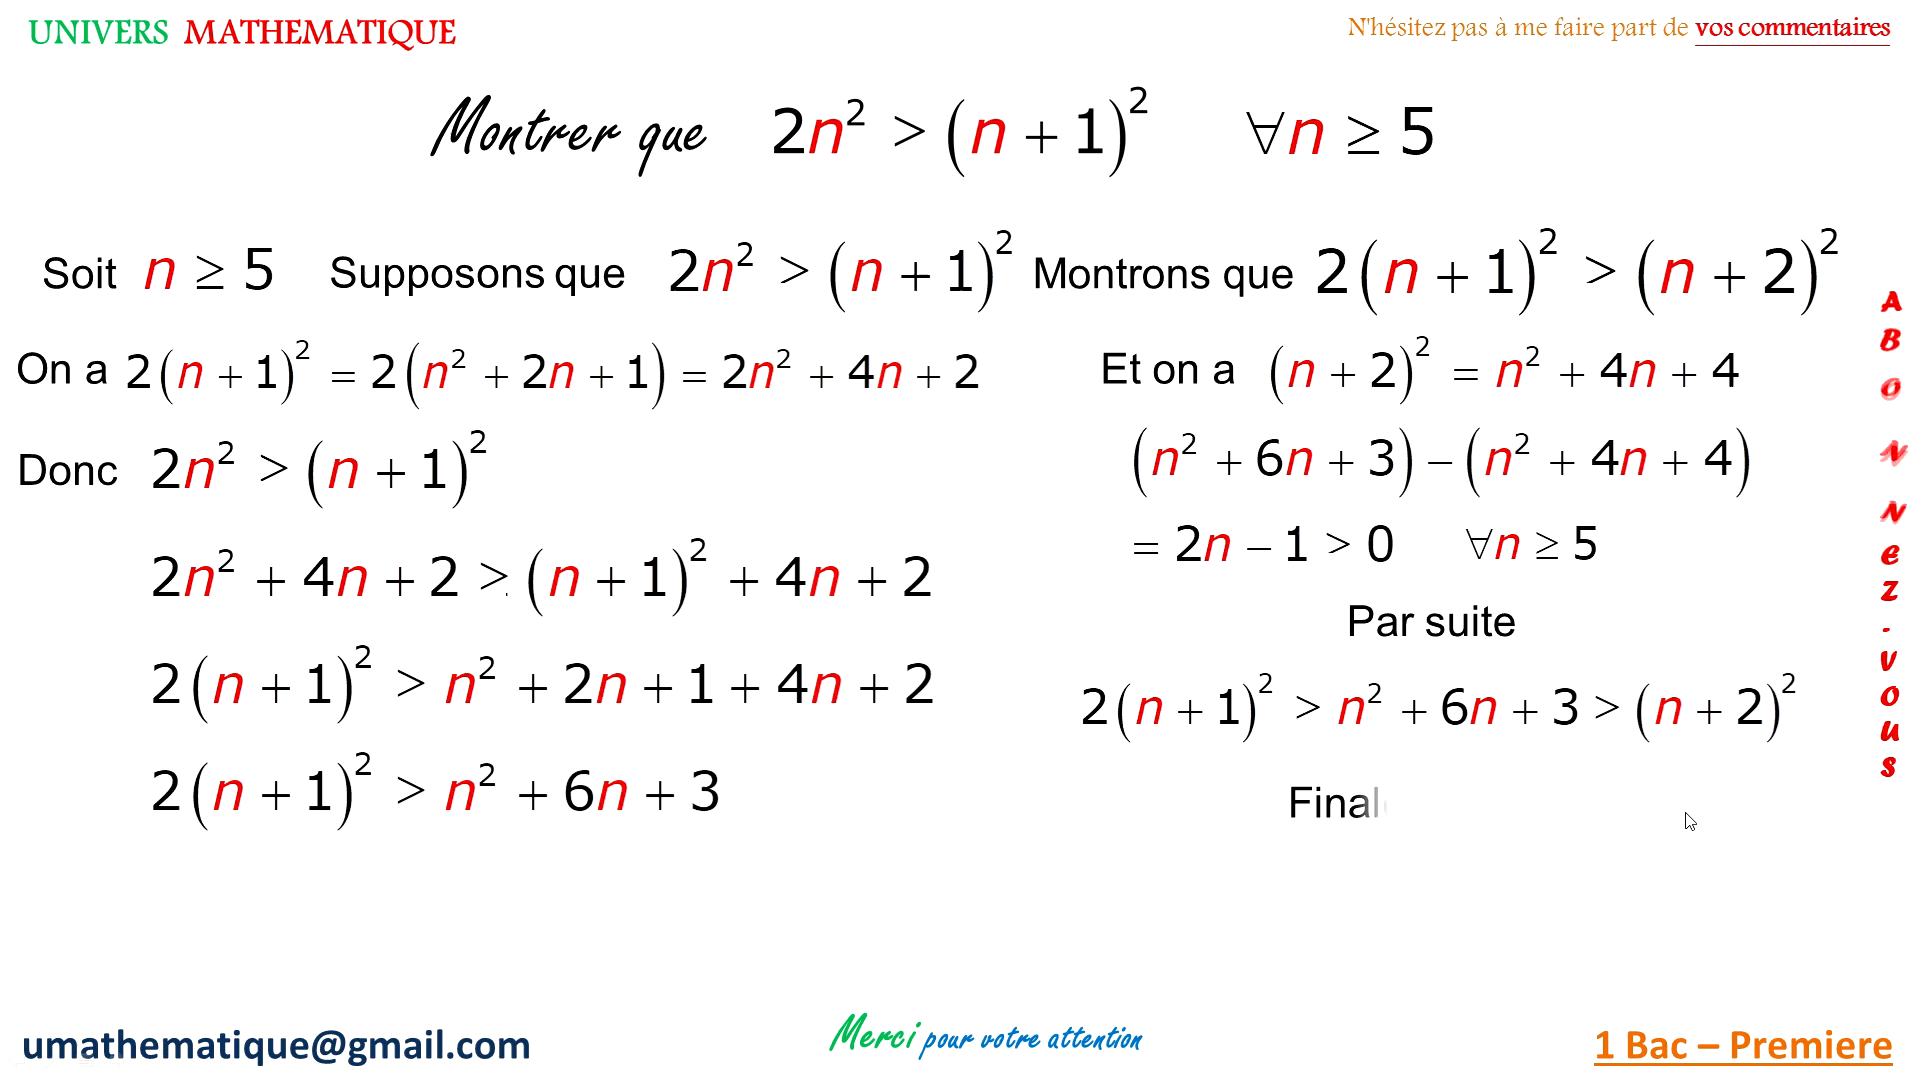 UNIVERS MATHEMATIQUE
N'hésitez pas à me faire part de vos commentaires
Montrer que 2n² > (n + 1)² ∀n ≥ 5
Soit n ≥ 5 Supposons que 2n² > (n + 1)² Montrons que 2(n + 1)² > (n + 2)²
On a 2(n + 1)² = 2(n² + 2n + 1) = 2n² + 4n + 2
Donc 2n² > (n + 1)²
2n² + 4n + 2 > (n + 1)² + 4n + 2
2(n + 1)² > n² + 2n + 1 + 4n + 2
2(n + 1)² > n² + 6n + 3
Et on a (n + 2)² = n² + 4n + 4
(n² + 6n + 3) − (n² + 4n + 4)
= 2n − 1 > 0 ∀n ≥ 5
Par suite
2(n + 1)² > n² + 6n + 3 > (n + 2)²
Final
ABONNez-vous
umathematique@gmail.com
Merci pour votre attention
1 Bac – Premiere